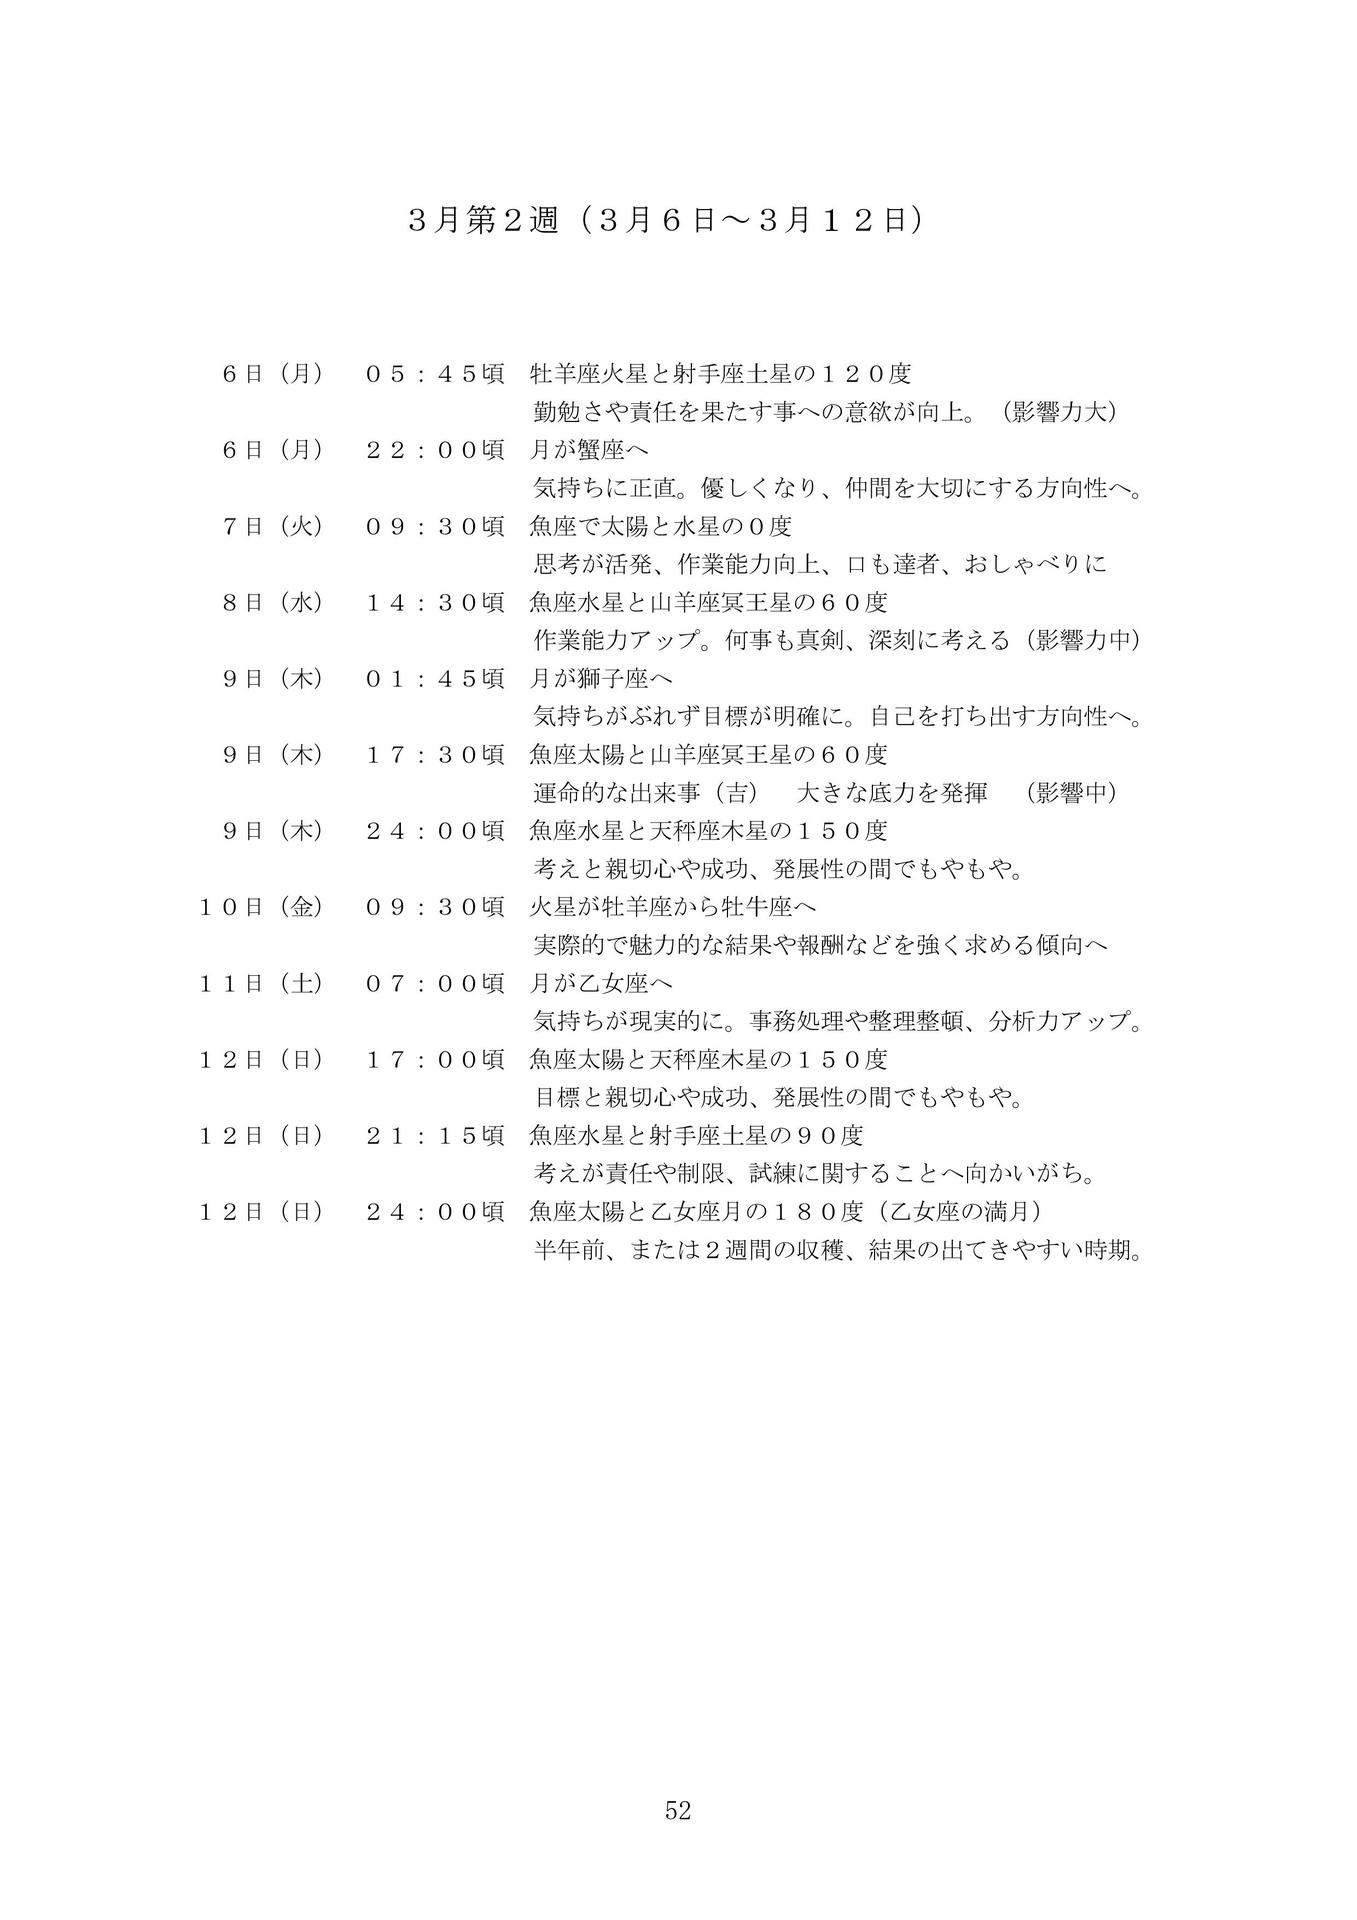 ３月第２週（３月６日～３月１２日）
６日（月）　０５：４５頃　牡羊座火星と射手座土星の１２０度
勤勉さや責任を果たす事への意欲が向上。（影響力大）
６日（月）　２２：００頃　月が蟹座へ
気持ちに正直。優しくなり、仲間を大切にする方向性へ。
７日（火）　０９：３０頃　魚座で太陽と水星の０度
思考が活発、作業能力向上、口も達者、おしゃべりに
８日（水）　１４：３０頃　魚座水星と山羊座冥王星の６０度
作業能力アップ。何事も真剣、深刻に考える（影響力中）
９日（木）　０１：４５頃　月が獅子座へ
気持ちがぶれず目標が明確に。自己を打ち出す方向性へ。
９日（木）　１７：３０頃　魚座太陽と山羊座冥王星の６０度
運命的な出来事（吉）　大きな底力を発揮　（影響中）
９日（木）　２４：００頃　魚座水星と天秤座木星の１５０度
考えと親切心や成功、発展性の間でもやもや。
１０日（金）　０９：３０頃　火星が牡羊座から牡牛座へ
実際的で魅力的な結果や報酬などを強く求める傾向へ
１１日（土）　０７：００頃　月が乙女座へ
気持ちが現実的に。事務処理や整理整頓、分析力アップ。
１２日（日）　１７：００頃　魚座太陽と天秤座木星の１５０度
目標と親切心や成功、発展性の間でもやもや。
１２日（日）　２１：１５頃　魚座水星と射手座土星の９０度
考えが責任や制限、試練に関することへ向かいがち。
１２日（日）　２４：００頃　魚座太陽と乙女座月の１８０度（乙女座の満月）
半年前、または２週間の収穫、結果の出てきやすい時期。
52